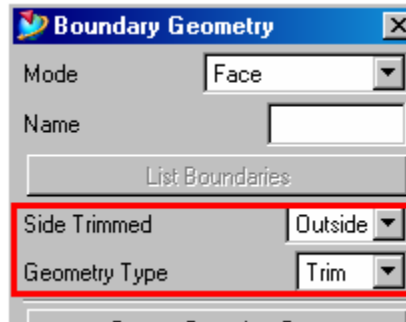 Boundary Geometry
Mode Face
Name
List Boundaries
Side Trimmed Outside
Geometry Type Trim